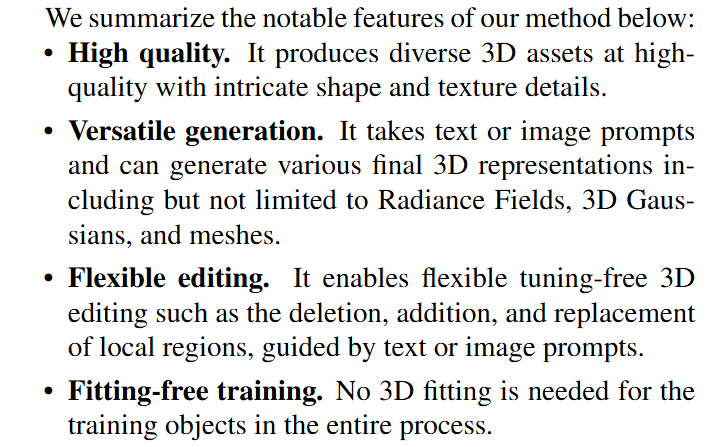 We summarize the notable features of our method below:
• High quality. It produces diverse 3D assets at high-
quality with intricate shape and texture details.
• Versatile generation. It takes text or image prompts
and can generate various final 3D representations in-
cluding but not limited to Radiance Fields, 3D Gaus-
sians, and meshes.
• Flexible editing. It enables flexible tuning-free 3D
editing such as the deletion, addition, and replacement
of local regions, guided by text or image prompts.
• Fitting-free training. No 3D fitting is needed for the
training objects in the entire process.